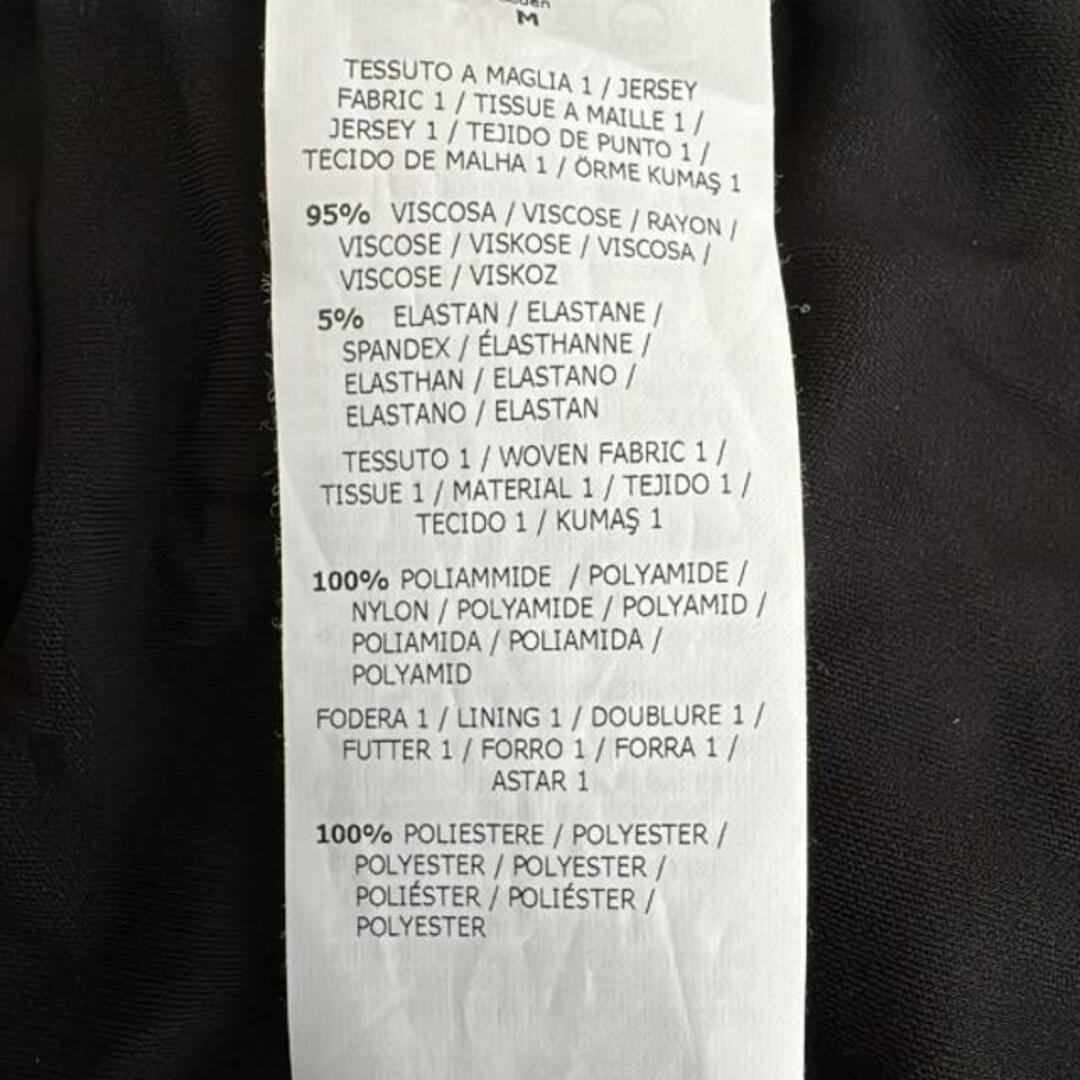 M
TESSUTO A MAGLIA 1 / JERSEY
FABRIC 1 / TISSUE A MAILLE 1 /
JERSEY 1 / TEJIDO DE PUNTO 1 /
TECIDO DE MALHA 1 / ÖRME KUMAŞ 1
95% VISCOSA / VISCOSE / RAYON /
VISCOSE / VISKOSE / VISCOSA /
VISCOSE / VISKOZ
5% ELASTAN / ELASTANE /
SPANDEX / ÉLASTHANNE /
ELASTHAN / ELASTANO /
ELASTANO / ELASTAN
TESSUTO 1 / WOVEN FABRIC 1 /
TISSUE 1 / MATERIAL 1 / TEJIDO 1 /
TECIDO 1 / KUMAŞ 1
100% POLIAMMIDE / POLYAMIDE /
NYLON / POLYAMIDE / POLYAMID /
POLIAMIDA / POLIAMIDA /
POLYAMID
FODERA 1 / LINING 1 / DOUBLURE 1 /
FUTTER 1 / FORRO 1 / FORRA 1 /
ASTAR 1
100% POLIESTERE / POLYESTER /
POLYESTER / POLYESTER /
POLIÉSTER / POLIÉSTER /
POLYESTER